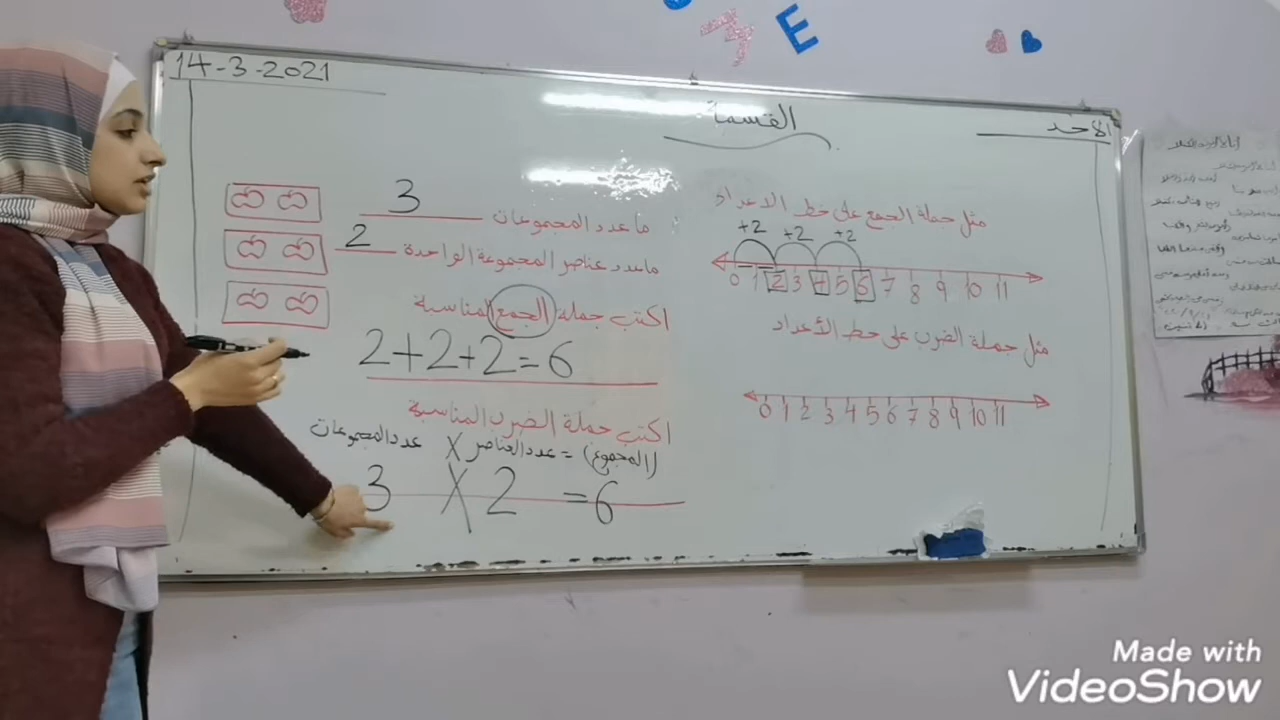 ME
14-3-2021
الاحد
القسمة
ما عدد المجموعات 3
ما عدد عناصر المجموعة الواحدة 2
اكتب جملة الجمع المناسبة
2+2+2=6
اكتب جملة الضرب المناسبة
عدد المجموعات X عدد العناصر = (المجموع)
3 X 2 = 6
مثل جملة الجمع على خط الاعداد
+2 +2 +2
0 1 2 3 4 5 6 7 8 9 10 11
مثل جملة الضرب على خط الأعداد
0 1 2 3 4 5 6 7 8 9 10 11
Made with
VideoShow